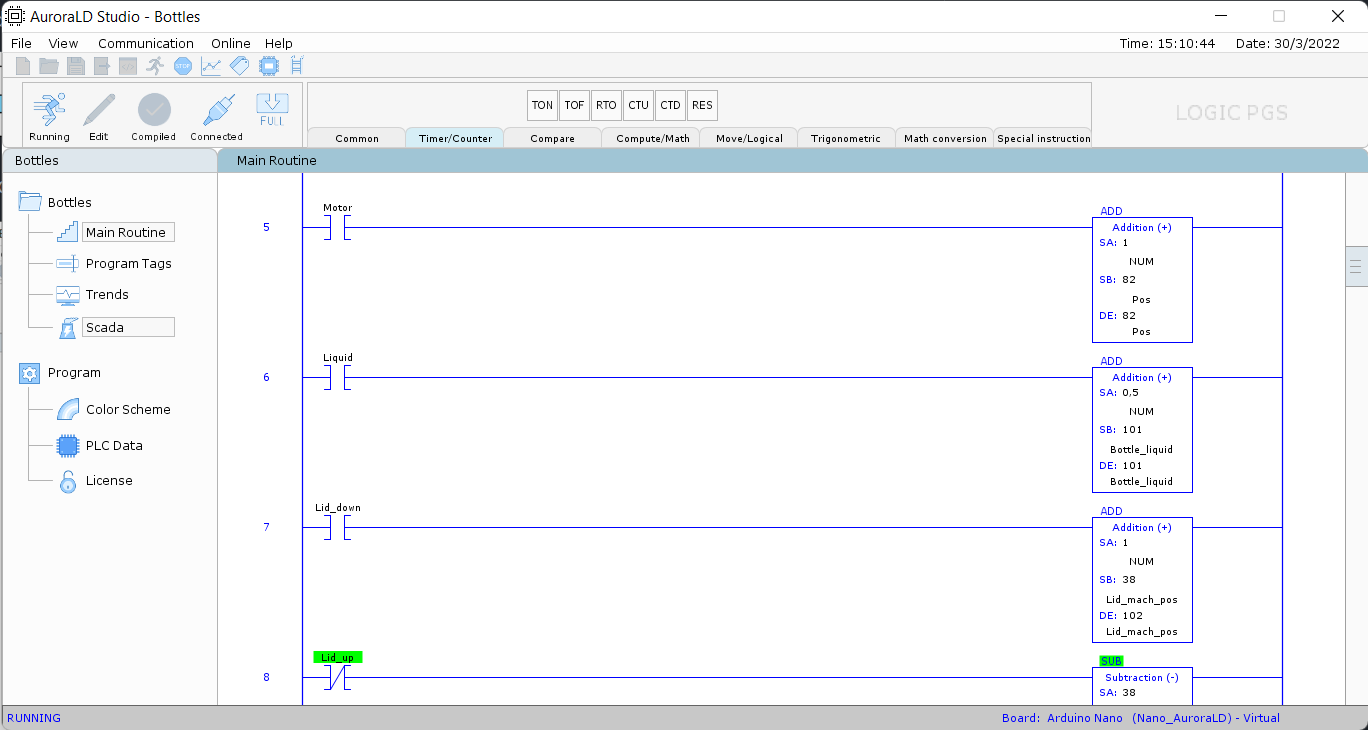 AuroraLD Studio - Bottles
File View Communication Online Help Time: 15:10:44 Date: 30/3/2022
STOP
TON TOF RTO CTU CTD RES
LOGIC PGS
FULL
Running Edit Compiled Connected
Common Timer/Counter Compare Compute/Math Move/Logical Trigonometric Math conversion Special instruction
Bottles
Main Routine
Bottles
Main Routine
Program Tags
Trends
Scada
Program
Color Scheme
PLC Data
License
Motor
5
ADD
Addition (+)
SA: 1
NUM
SB: 82
Pos
DE: 82
Pos
Liquid
6
ADD
Addition (+)
SA: 0,5
NUM
SB: 101
Bottle_liquid
DE: 101
Bottle_liquid
Lid_down
7
ADD
Addition (+)
SA: 1
NUM
SB: 38
Lid_mach_pos
DE: 102
Lid_mach_pos
Lid_up
8
SUB
Subtraction (-)
SA: 38
RUNNING
Board: Arduino Nano (Nano_AuroraLD) - Virtual